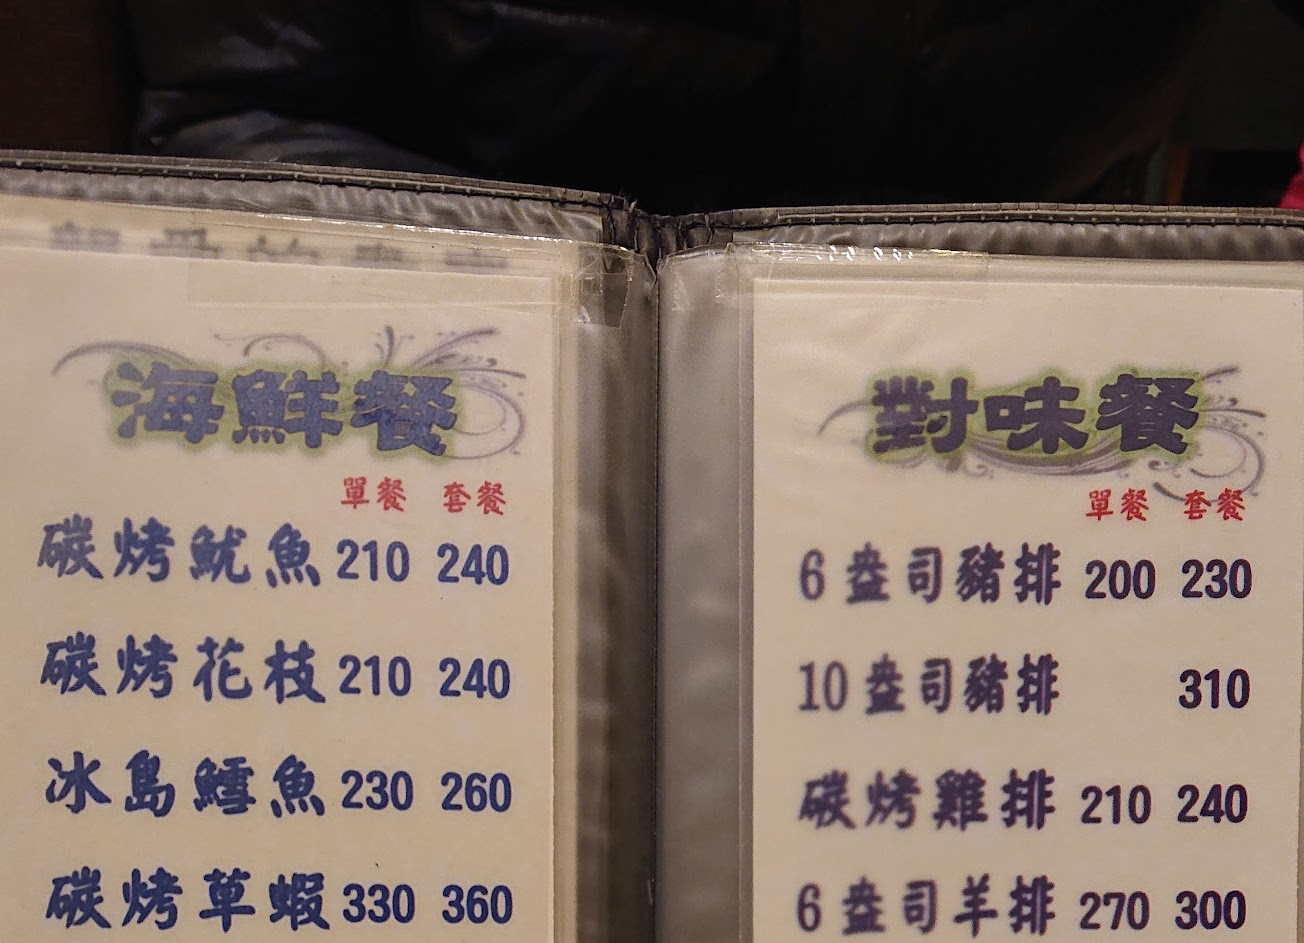 海鮮餐
單餐 套餐
碳烤魷魚 210 240
碳烤花枝 210 240
冰島鱈魚 230 260
碳烤草蝦 330 360
對味餐
單餐 套餐
6盎司豬排 200 230
10盎司豬排 310
碳烤雞排 210 240
6盎司羊排 270 300